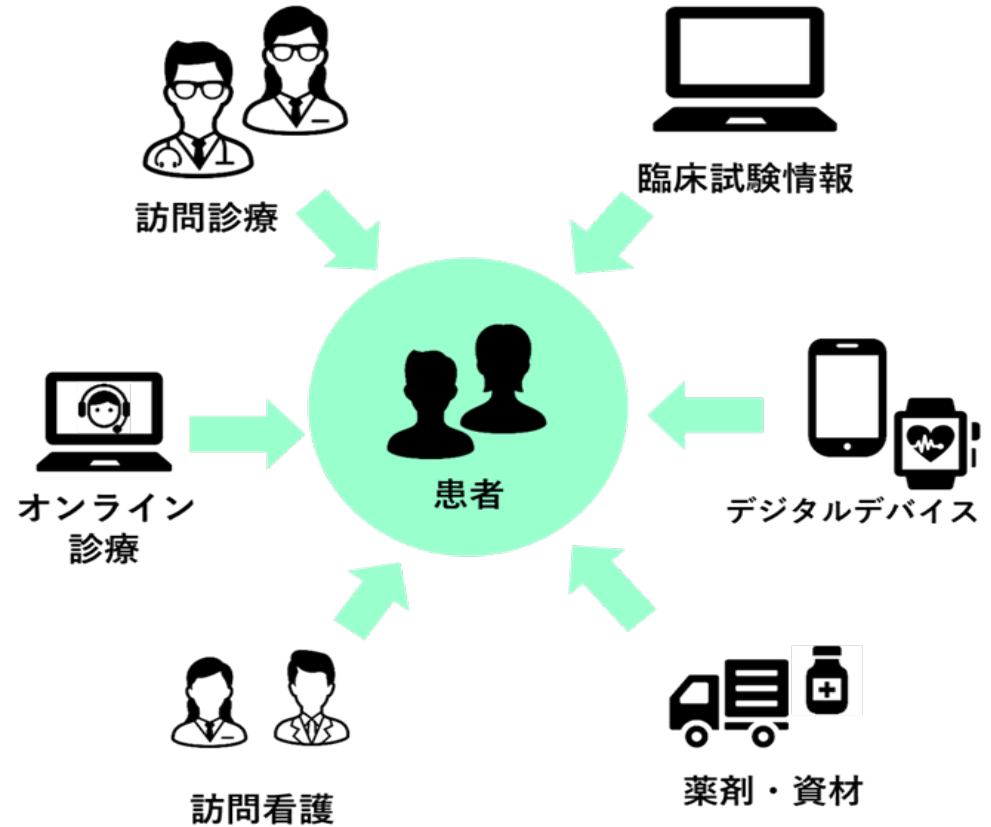 訪問診療
臨床試験情報
患者
オンライン
診療
デジタルデバイス
訪問看護
薬剤・資材